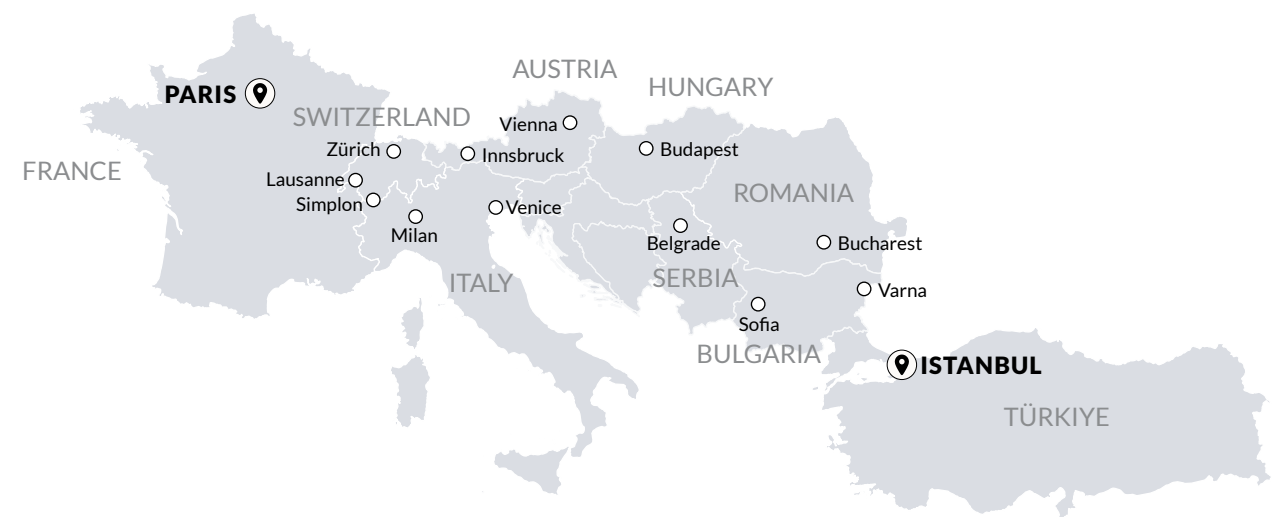 AUSTRIA
HUNGARY
PARIS
SWITZERLAND
Vienna
Zürich
Innsbruck
Budapest
FRANCE
Lausanne
ROMANIA
Simplon
Venice
Milan
Belgrade
Bucharest
ITALY
SERBIA
Varna
Sofia
BULGARIA
ISTANBUL
TÜRKIYE